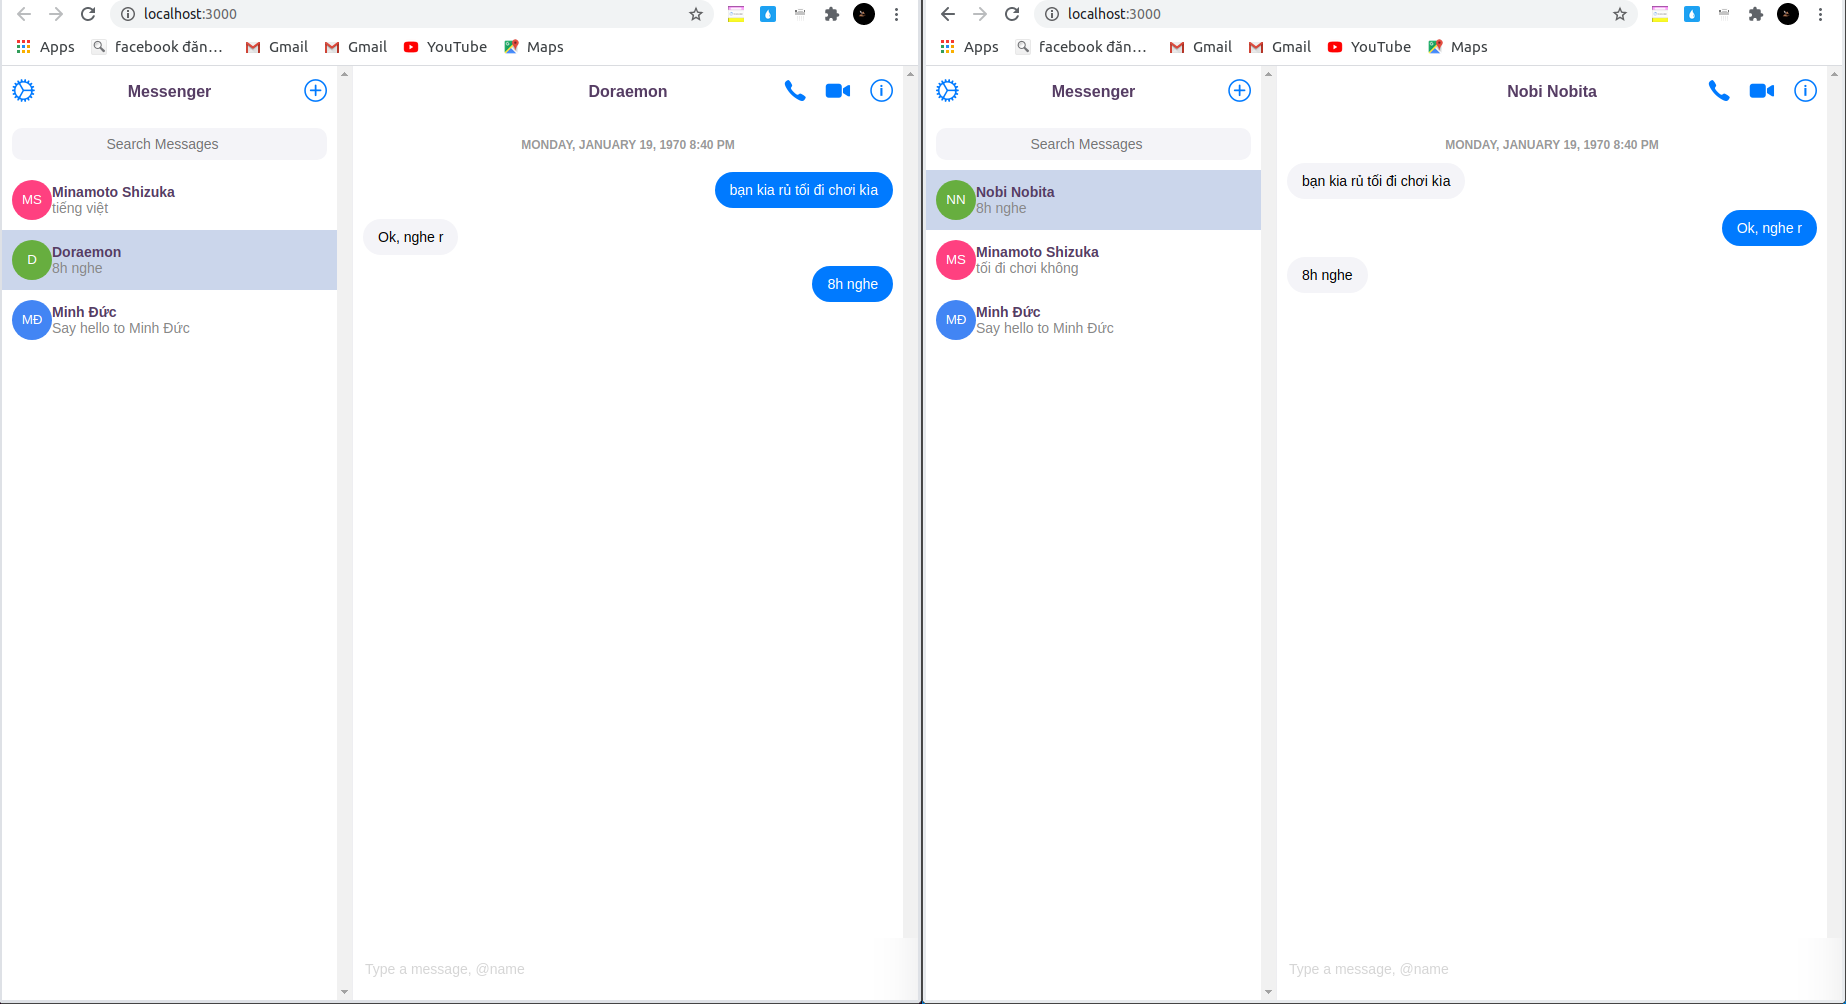 localhost:3000
Apps
facebook đăn...
Gmail
Gmail
YouTube
Maps
Messenger
Search Messages
MS
Minamoto Shizuka
tiếng việt
D
Doraemon
8h nghe
MĐ
Minh Đức
Say hello to Minh Đức
Doraemon
MONDAY, JANUARY 19, 1970 8:40 PM
bạn kia rủ tối đi chơi kìa
Ok, nghe r
8h nghe
Type a message, @name
localhost:3000
Apps
facebook đăn...
Gmail
Gmail
YouTube
Maps
Messenger
Search Messages
NN
Nobi Nobita
8h nghe
MS
Minamoto Shizuka
tối đi chơi không
MĐ
Minh Đức
Say hello to Minh Đức
Nobi Nobita
MONDAY, JANUARY 19, 1970 8:40 PM
bạn kia rủ tối đi chơi kìa
Ok, nghe r
8h nghe
Type a message, @name